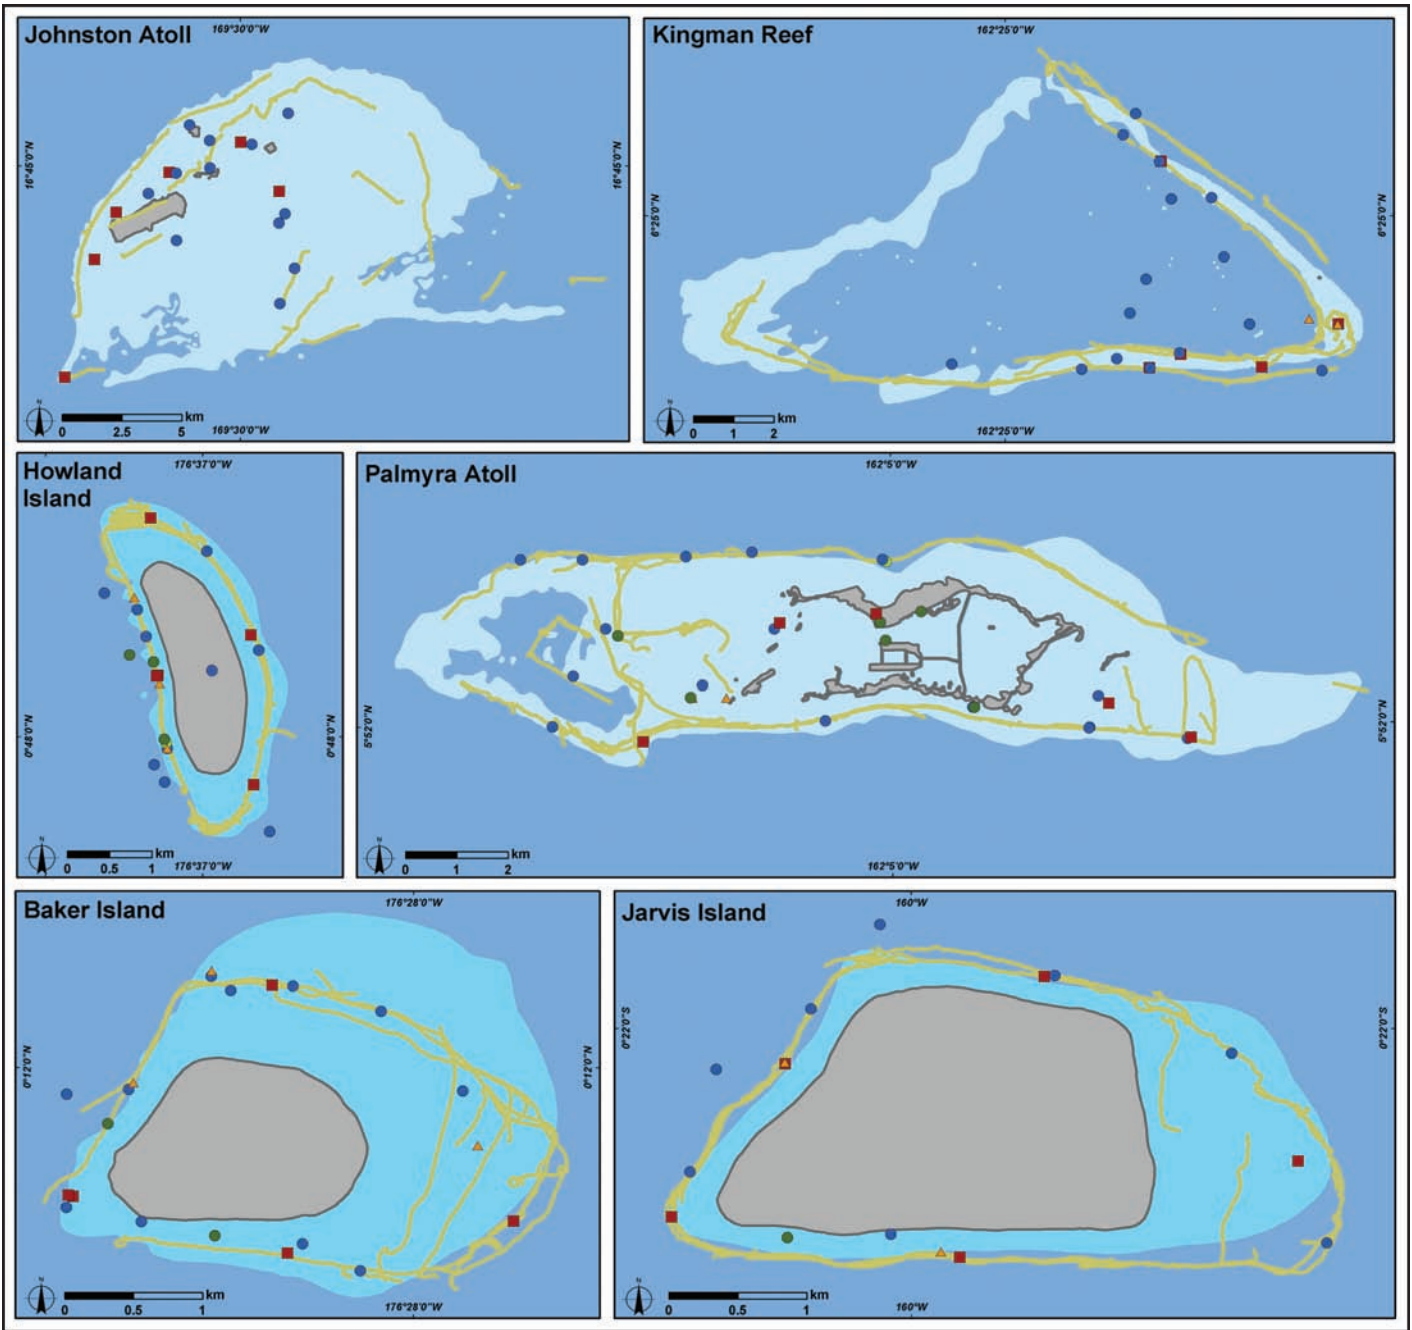 Johnston Atoll
169°30'0"W
16°45'0"N
16°45'0"N
N
km
0 2.5 5
169°30'0"W
Kingman Reef
162°25'0"W
6°25'0"N
6°25'0"N
N
km
0 1 2
162°25'0"W
Howland
Island
176°37'0"W
0°48'0"N
0°48'0"N
N
km
0 0.5 1
176°37'0"W
Palmyra Atoll
162°5'0"W
5°52'0"N
5°52'0"N
N
km
0 1 2
162°5'0"W
Baker Island
176°28'0"W
0°12'0"N
0°12'0"N
N
km
0 0.5 1
176°28'0"W
Jarvis Island
160°W
0°22'0"S
0°22'0"S
N
km
0 0.5 1
160°W